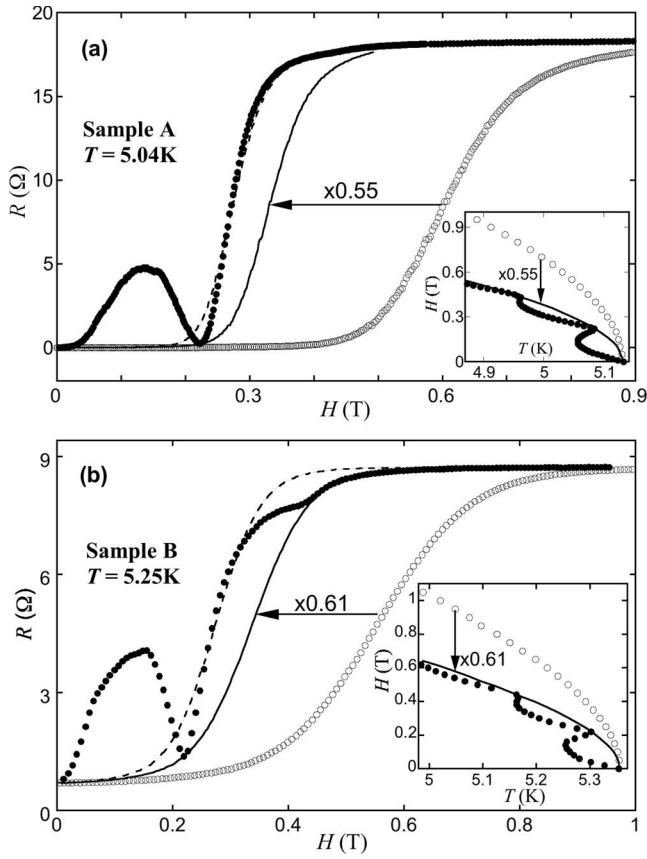 20
(a)
15
Sample A
T = 5.04K
10
R (Ω)
x0.55
5
0
0.9
0.6
0.3
0
H (T)
x0.55
T (K)
4.9
5
5.1
0
0.3
0.6
0.9
H (T)
9
(b)
Sample B
T = 5.25K
6
R (Ω)
x0.61
3
0
1
0.8
0.6
0.4
0.2
0
H (T)
x0.61
5
5.1
5.2
5.3
T (K)
0
0.2
0.4
0.6
0.8
1
H (T)